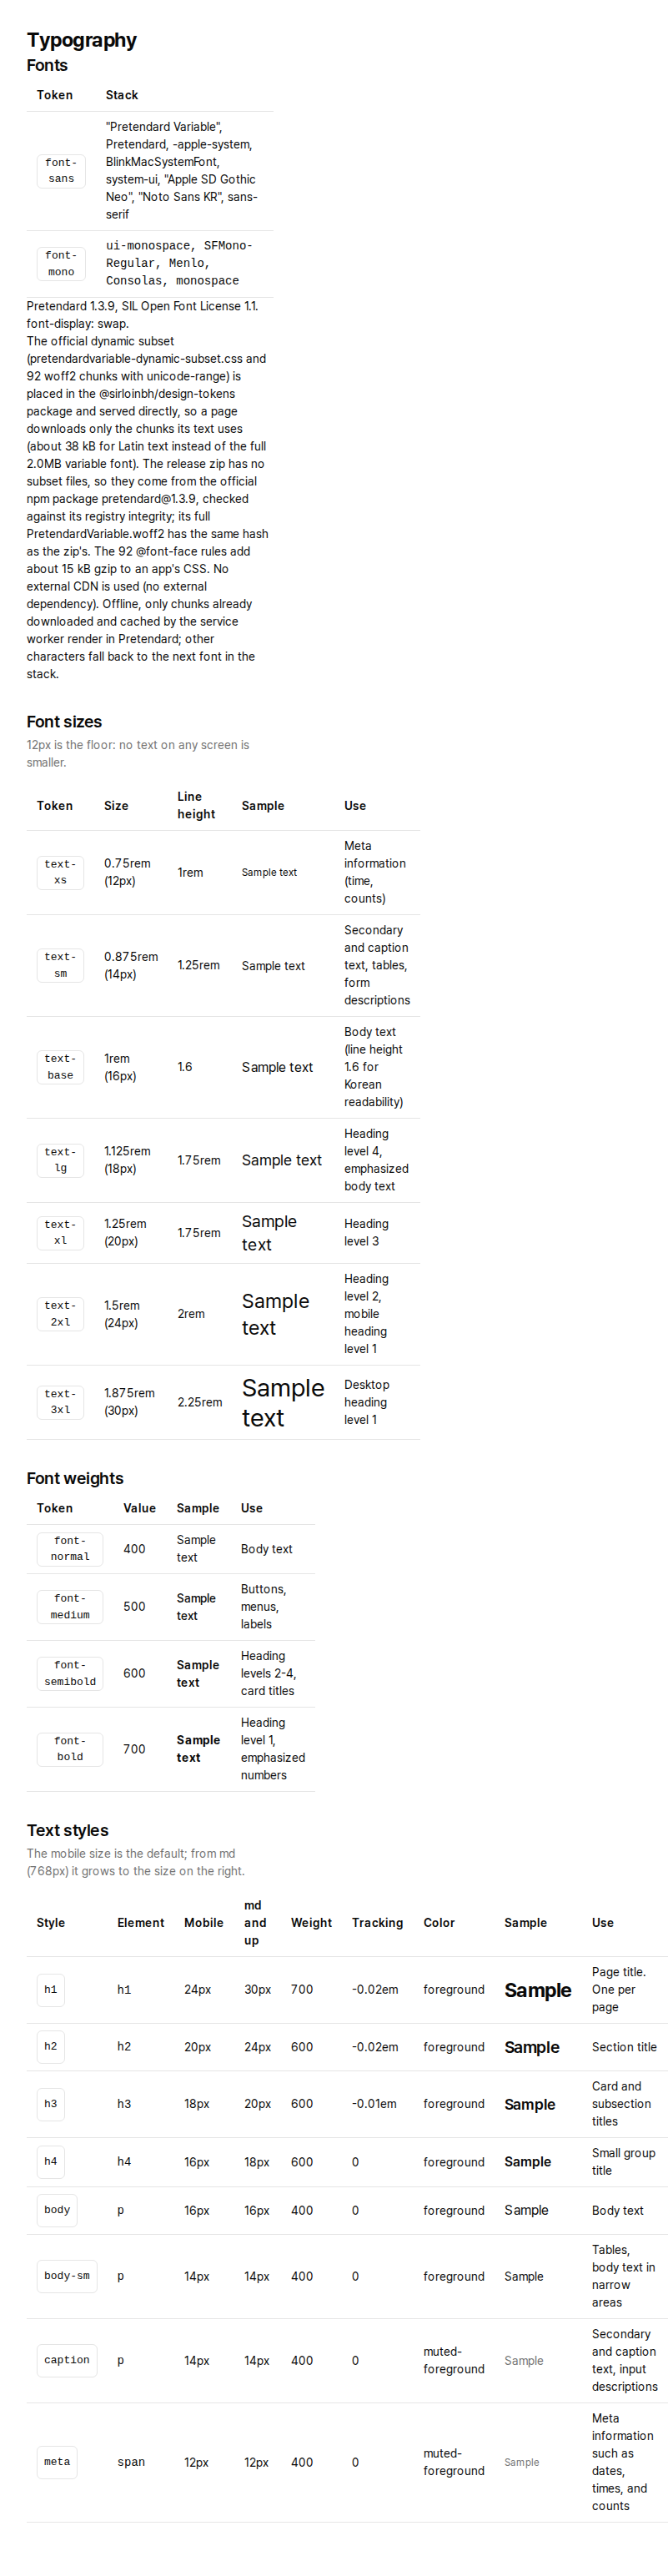 Typography
Fonts
Token Stack
font-sans "Pretendard Variable", Pretendard, -apple-system, BlinkMacSystemFont, system-ui, "Apple SD Gothic Neo", "Noto Sans KR", sans-serif
font-mono ui-monospace, SFMono-Regular, Menlo, Consolas, monospace
Pretendard 1.3.9, SIL Open Font License 1.1.
font-display: swap.
The official dynamic subset
(pretendardvariable-dynamic-subset.css and
92 woff2 chunks with unicode-range) is
placed in the @sirloinbh/design-tokens
package and served directly, so a page
downloads only the chunks its text uses
(about 38 kB for Latin text instead of the full
2.0MB variable font). The release zip has no
subset files, so they come from the official
npm package pretendard@1.3.9, checked
against its registry integrity; its full
PretendardVariable.woff2 has the same hash
as the zip's. The 92 @font-face rules add
about 15 kB gzip to an app's CSS. No
external CDN is used (no external
dependency). Offline, only chunks already
downloaded and cached by the service
worker render in Pretendard; other
characters fall back to the next font in the
stack.
Font sizes
12px is the floor: no text on any screen is
smaller.
Token Size Line height Sample Use
text-xs 0.75rem (12px) 1rem Sample text Meta information (time, counts)
text-sm 0.875rem (14px) 1.25rem Sample text Secondary and caption text, tables, form descriptions
text-base 1rem (16px) 1.6 Sample text Body text (line height 1.6 for Korean readability)
text-lg 1.125rem (18px) 1.75rem Sample text Heading level 4, emphasized body text
text-xl 1.25rem (20px) 1.75rem Sample text Heading level 3
text-2xl 1.5rem (24px) 2rem Sample text Heading level 2, mobile heading level 1
text-3xl 1.875rem (30px) 2.25rem Sample text Desktop heading level 1
Font weights
Token Value Sample Use
font-normal 400 Sample text Body text
font-medium 500 Sample text Buttons, menus, labels
font-semibold 600 Sample text Heading levels 2-4, card titles
font-bold 700 Sample text Heading level 1, emphasized numbers
Text styles
The mobile size is the default; from md
(768px) it grows to the size on the right.
Style Element Mobile md and up Weight Tracking Color Sample Use
h1 h1 24px 30px 700 -0.02em foreground Sample Page title. One per page
h2 h2 20px 24px 600 -0.02em foreground Sample Section title
h3 h3 18px 20px 600 -0.01em foreground Sample Card and subsection titles
h4 h4 16px 18px 600 0 foreground Sample Small group title
body p 16px 16px 400 0 foreground Sample Body text
body-sm p 14px 14px 400 0 foreground Sample Tables, body text in narrow areas
caption p 14px 14px 400 0 muted-foreground Sample Secondary and caption text, input descriptions
meta span 12px 12px 400 0 muted-foreground Sample Meta information such as dates, times, and counts